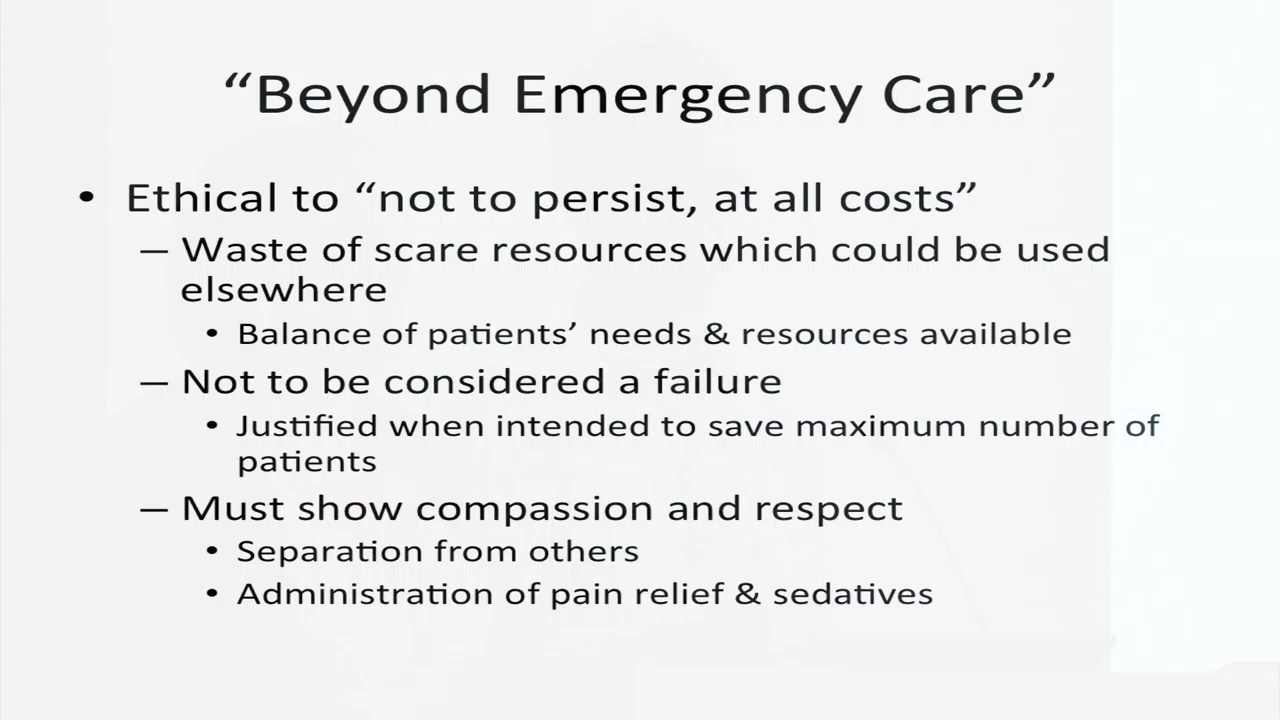 “Beyond Emergency Care”
• Ethical to “not to persist, at all costs”
– Waste of scare resources which could be used
elsewhere
• Balance of patients’ needs & resources available
– Not to be considered a failure
• Justified when intended to save maximum number of
patients
– Must show compassion and respect
• Separation from others
• Administration of pain relief & sedatives